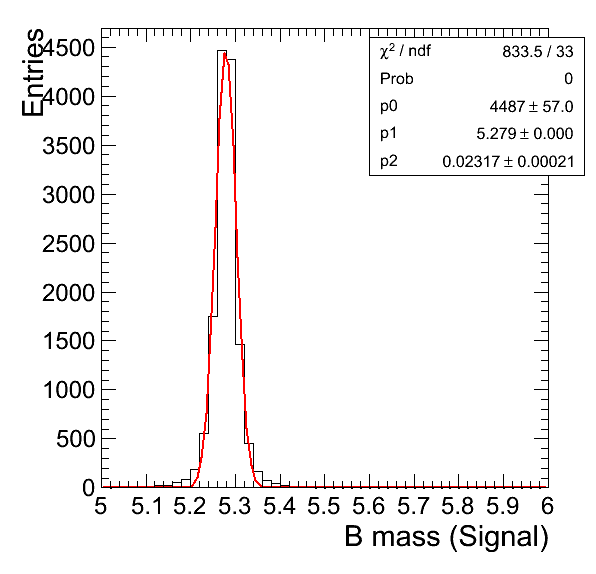 Entries
4500
4000
3500
3000
2500
2000
1500
1000
500
0
χ² / ndf 833.5 / 33
Prob 0
p0 4487 ± 57.0
p1 5.279 ± 0.000
p2 0.02317 ± 0.00021
5 5.1 5.2 5.3 5.4 5.5 5.6 5.7 5.8 5.9 6
B mass (Signal)